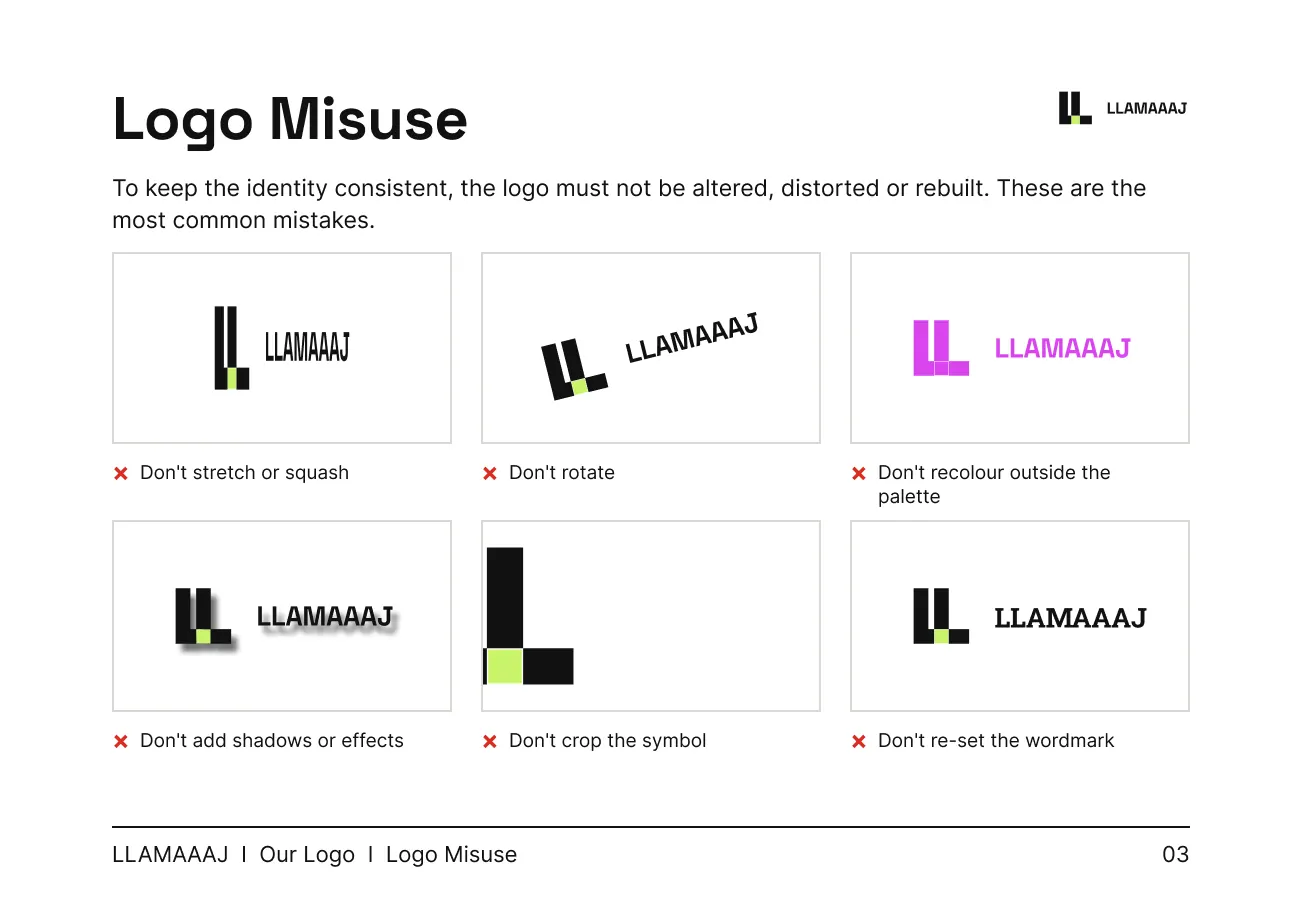 Logo Misuse
LLAMAAAJ
To keep the identity consistent, the logo must not be altered, distorted or rebuilt. These are the
most common mistakes.
LLAMAAAJ
LLAMAAAJ
LLAMAAAJ
Don't stretch or squash
Don't rotate
Don't recolour outside the
palette
LLAMAAAJ
LLAMAAAJ
Don't add shadows or effects
Don't crop the symbol
Don't re-set the wordmark
LLAMAAAJ I Our Logo I Logo Misuse
03